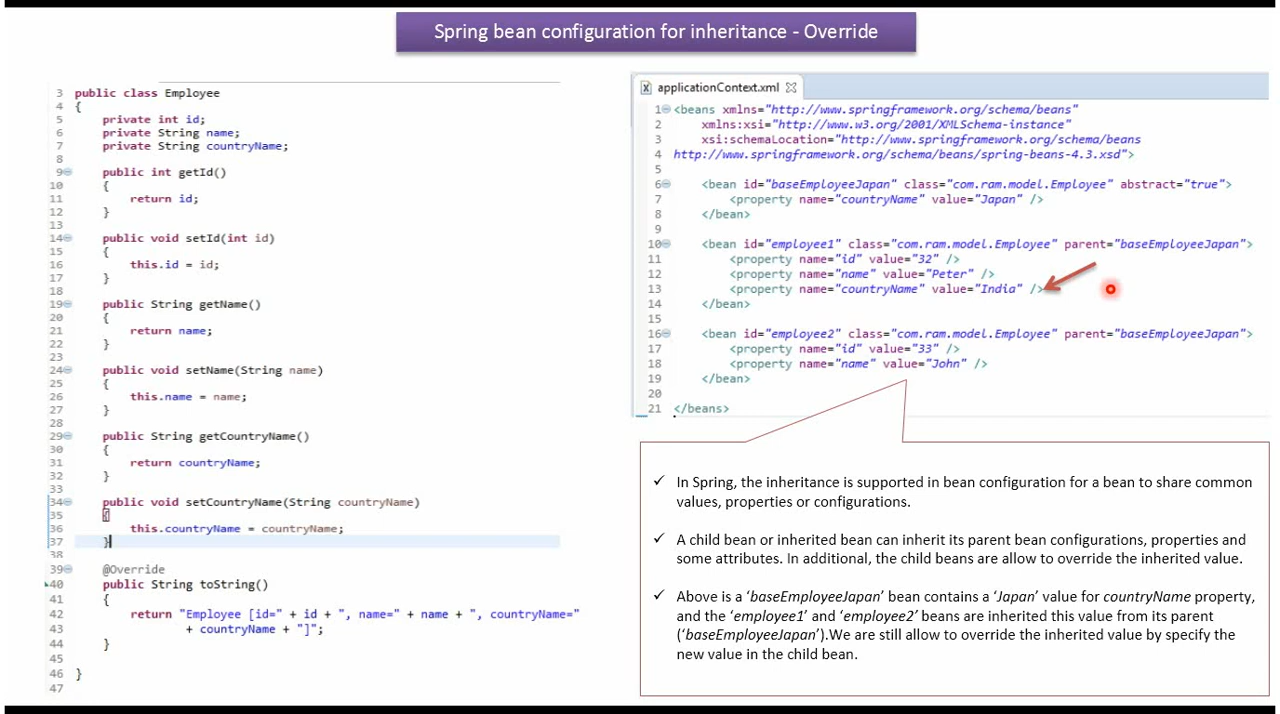 Spring bean configuration for inheritance - Override
3 public class Employee
4 {
5 private int id;
6 private String name;
7 private String countryName;
8
9 public int getId()
10 {
11 return id;
12 }
13
14 public void setId(int id)
15 {
16 this.id = id;
17 }
18
19 public String getName()
20 {
21 return name;
22 }
23
24 public void setName(String name)
25 {
26 this.name = name;
27 }
28
29 public String getCountryName()
30 {
31 return countryName;
32 }
33
34 public void setCountryName(String countryName)
35 {
36 this.countryName = countryName;
37 }
38
39 @Override
40 public String toString()
41 {
42 return "Employee [id=" + id + ", name=" + name + ", countryName="
43 + countryName + "]";
44 }
45
46 }
47
applicationContext.xml
1 <beans xmlns="http://www.springframework.org/schema/beans"
2 xmlns:xsi="http://www.w3.org/2001/XMLSchema-instance"
3 xsi:schemaLocation="http://www.springframework.org/schema/beans
4 http://www.springframework.org/schema/beans/spring-beans-4.3.xsd">
5
6 <bean id="baseEmployeeJapan" class="com.ram.model.Employee" abstract="true">
7 <property name="countryName" value="Japan" />
8 </bean>
9
10 <bean id="employee1" class="com.ram.model.Employee" parent="baseEmployeeJapan">
11 <property name="id" value="32" />
12 <property name="name" value="Peter" />
13 <property name="countryName" value="India" />
14 </bean>
15
16 <bean id="employee2" class="com.ram.model.Employee" parent="baseEmployeeJapan">
17 <property name="id" value="33" />
18 <property name="name" value="John" />
19 </bean>
20
21 </beans>
✓ In Spring, the inheritance is supported in bean configuration for a bean to share common
values, properties or configurations.
✓ A child bean or inherited bean can inherit its parent bean configurations, properties and
some attributes. In additional, the child beans are allow to override the inherited value.
✓ Above is a ‘baseEmployeeJapan’ bean contains a ‘Japan’ value for countryName property,
and the ‘employee1’ and ‘employee2’ beans are inherited this value from its parent
(‘baseEmployeeJapan’).We are still allow to override the inherited value by specify the
new value in the child bean.